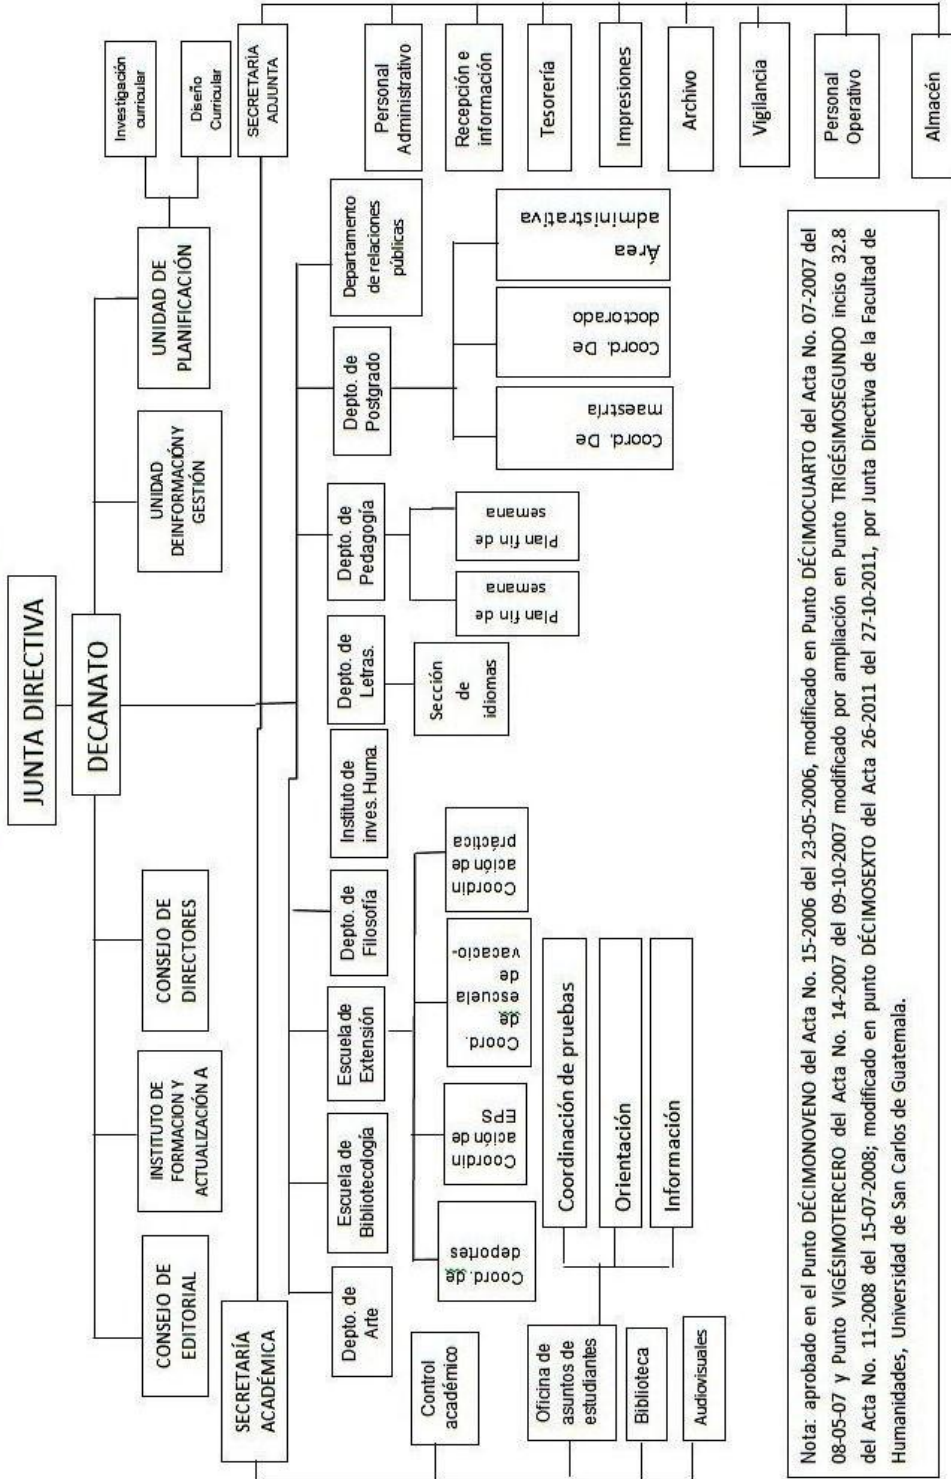 JUNTA DIRECTIVA
DECANATO
CONSEJO DE
EDITORIAL
INSTITUTO DE
FORMACION Y
ACTUALIZACIÓN A
CONSEJO DE
DIRECTORES
UNIDAD
DEINFORMACIÓNY
GESTIÓN
UNIDAD DE
PLANIFICACIÓN
Investigación
curricular
Diseño
Curricular
SECRETARÍA
ACADÉMICA
SECRETARÍA
ADJUNTA
Depto. de
Arte
Escuela de
Bibliotecología
Escuela de
Extensión
Depto. de
Filosofía
Instituto de
inves. Huma.
Depto. de
Letras.
Depto. de
Pedagogía
Depto. de
Postgrado
Departamento
de relaciones
públicas
Personal
Administrativo
Recepción e
información
Tesorería
Impresiones
Archivo
Vigilancia
Personal
Operativo
Almacén
Control
académico
Coord. de
deportes
Coordin
ación de
EPS
Coord.
de
escuela
de
vacacio-
Coordin
ación de
práctica
Sección
de
idiomas
Plan fin de
semana
Plan fin de
semana
Coord. De
maestría
Coord. De
doctorado
Área
administrativa
Oficina de
asuntos de
estudiantes
Coordinación de pruebas
Orientación
Información
Biblioteca
Audiovisuales
Nota: aprobado en el Punto DÉCIMONOVENO del Acta No. 15-2006 del 23-05-2006, modificado en Punto DÉCIMOCUARTO del Acta No. 07-2007 del
08-05-07 y Punto VIGÉSIMOTERCERO del Acta No. 14-2007 del 09-10-2007 modificado por ampliación en Punto TRIGÉSIMOSEGUNDO inciso 32.8
del Acta No. 11-2008 del 15-07-2008; modificado en punto DÉCIMOSEXTO del Acta 26-2011 del 27-10-2011, por Junta Directiva de la Facultad de
Humanidades, Universidad de San Carlos de Guatemala.